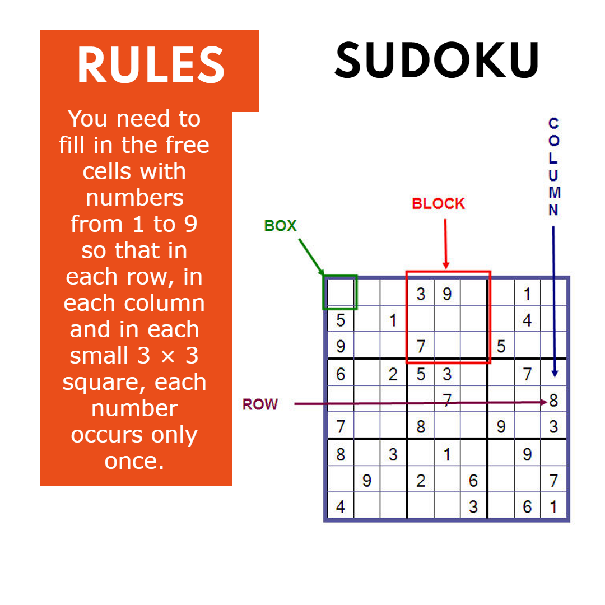 RULES
You need to
fill in the free
cells with
numbers
from 1 to 9
so that in
each row, in
each column
and in each
small 3 × 3
square, each
number
occurs only
once.
SUDOKU
COLUMN
BLOCK
BOX
ROW
3 9 1
5 1 4
9 7 5
6 2 5 3 7
7 8
7 8 9 3
8 3 1 9
9 2 6 7
4 3 6 1